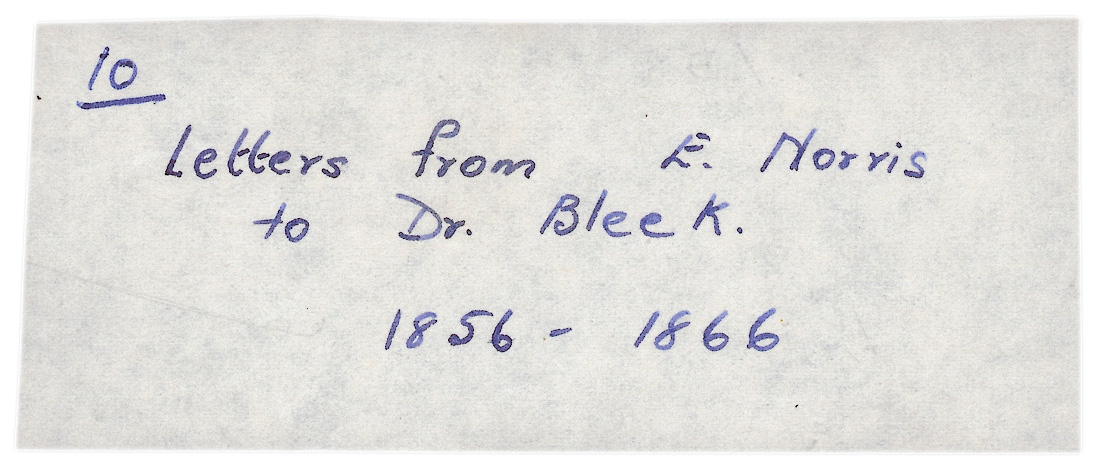 10
Letters from E. Norris
to Dr. Bleek.
1856 - 1866